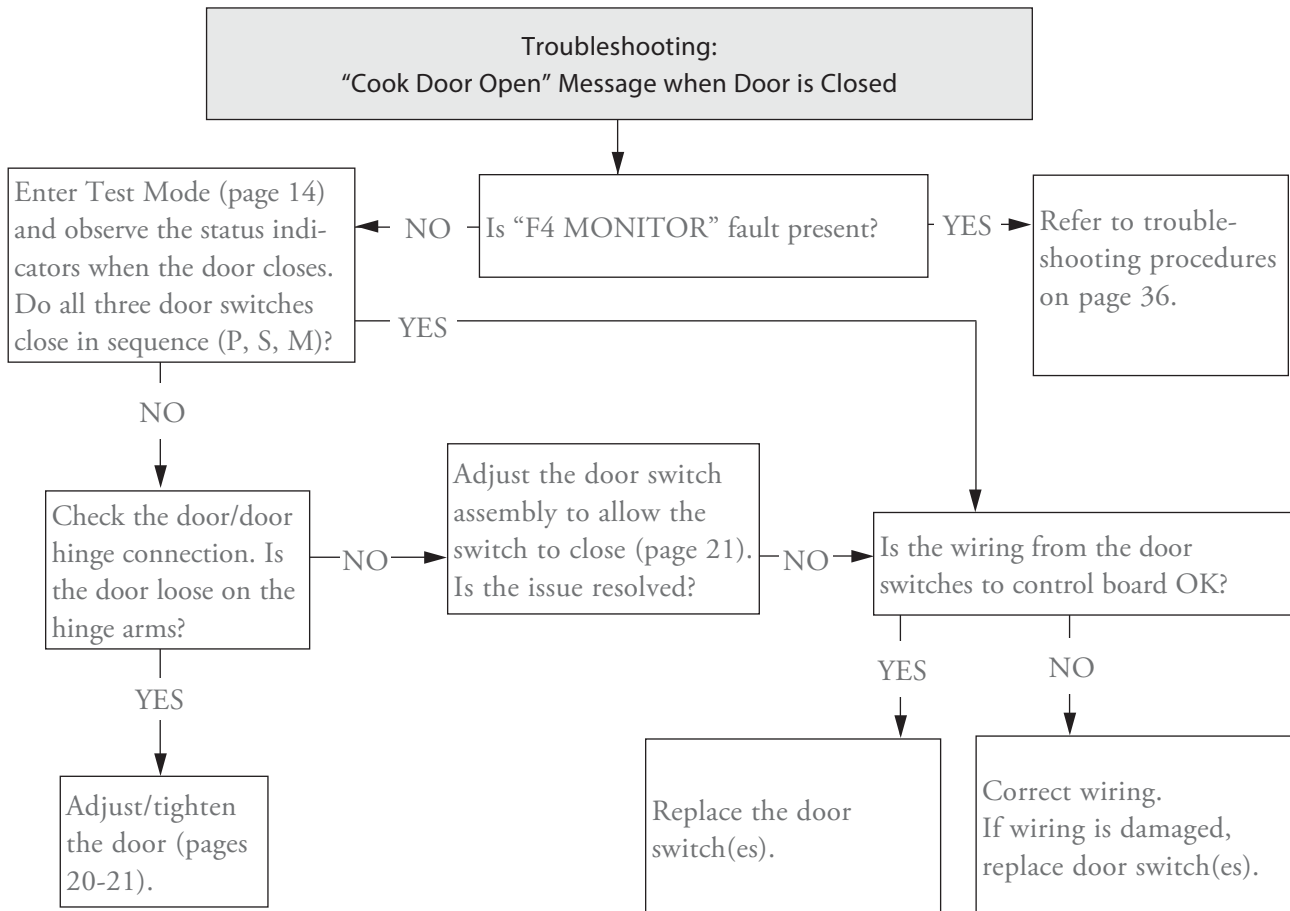 Troubleshooting:
“Cook Door Open” Message when Door is Closed
Enter Test Mode (page 14)
and observe the status indi-
cators when the door closes.
Do all three door switches
close in sequence (P, S, M)?
NO
Is “F4 MONITOR” fault present?
YES
Refer to trouble-
shooting procedures
on page 36.
YES
NO
Check the door/door
hinge connection. Is
the door loose on the
hinge arms?
NO
Adjust the door switch
assembly to allow the
switch to close (page 21).
Is the issue resolved?
NO
Is the wiring from the door
switches to control board OK?
YES
YES
NO
Adjust/tighten
the door (pages
20-21).
Replace the door
switch(es).
Correct wiring.
If wiring is damaged,
replace door switch(es).